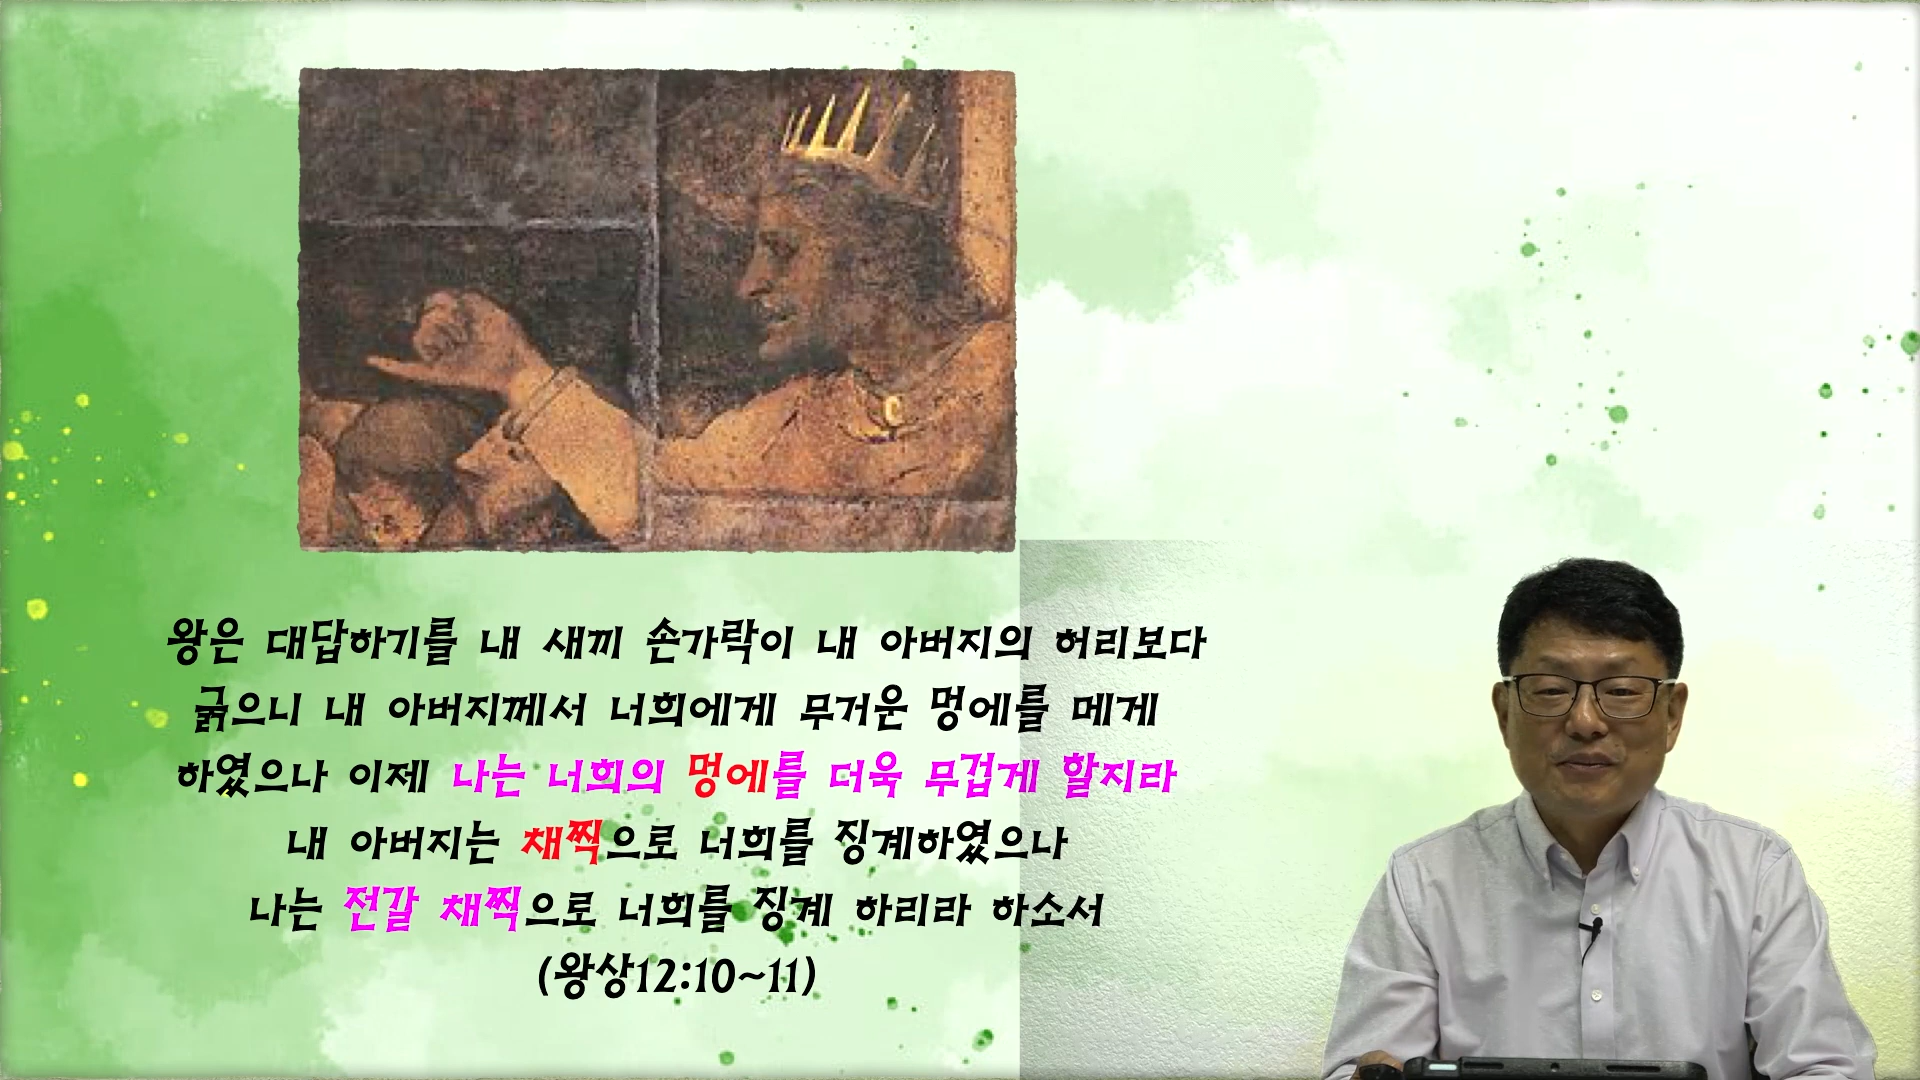 왕은 대답하기를 내 새끼 손가락이 내 아버지의 허리보다
굵으니 내 아버지께서 너희에게 무거운 멍에를 메게
하였으나 이제 나는 너희의 멍에를 더욱 무겁게 할지라
내 아버지는 채찍으로 너희를 징계하였으나
나는 전갈 채찍으로 너희를 징계 하리라 하소서
(왕상12:10~11)